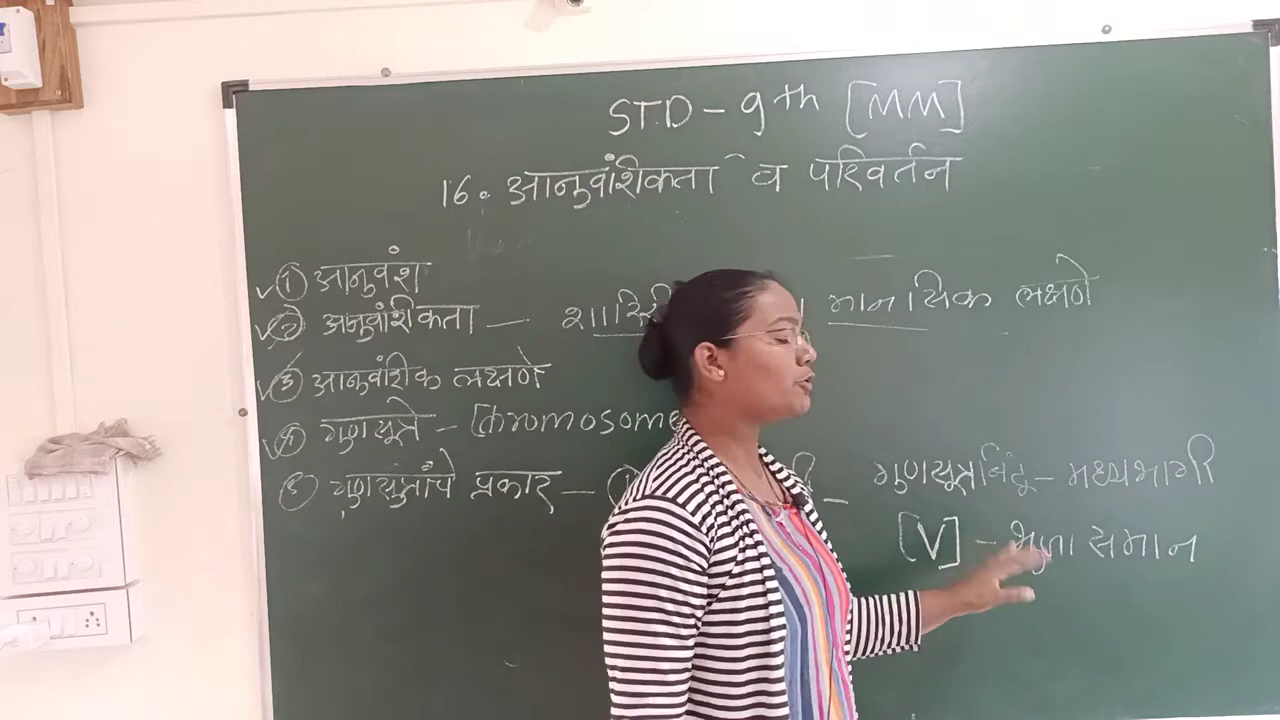 STD - 9th [MM]
16. आनुवांशिकता व परिवर्तन
① आनुवंश
② अनुवांशिकता — मानसिक लक्षणे
③ आनुवांशीक लक्षणे
④ गुणसूत्रे - [Chromosome
⑤ गुणसुत्रांचे प्रकार — गुणसूत्रबिंदू - मध्यभागी
[V] - भुजा समान